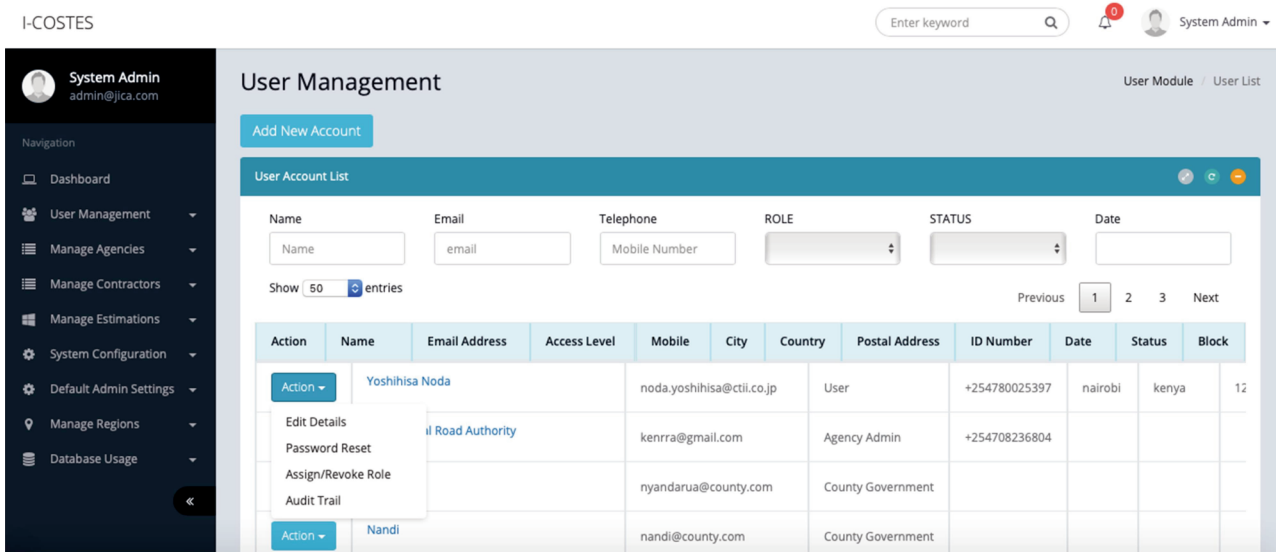 I-COSTES
Enter keyword
0
System Admin
System Admin
admin@jica.com
Navigation
Dashboard
User Management
Manage Agencies
Manage Contractors
Manage Estimations
System Configuration
Default Admin Settings
Manage Regions
Database Usage
User Management
User Module / User List
Add New Account
User Account List
Name Email Telephone ROLE STATUS Date
Name email Mobile Number
Show 50 entries
Previous 1 2 3 Next
Action Name Email Address Access Level Mobile City Country Postal Address ID Number Date Status Block
Action Yoshihisa Noda noda.yoshihisa@ctii.co.jp User +254780025397 nairobi kenya 12
Edit Details
Password Reset
Assign/Revoke Role
Audit Trail
al Road Authority kenrra@gmail.com Agency Admin +254708236804
nyandarua@county.com County Government
Action Nandi nandi@county.com County Government